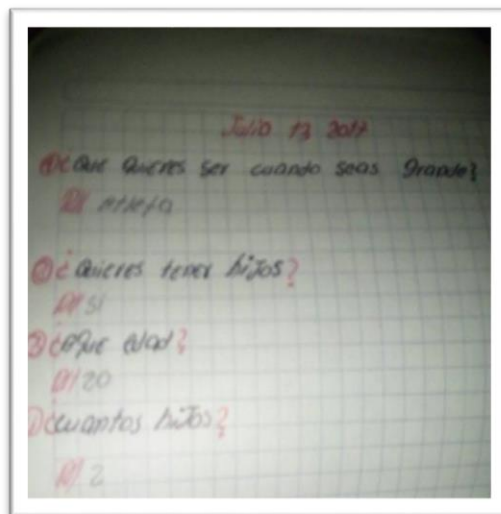 Julio 13 2017
① ¿Que Quieres ser cuando seas Grande?
R// Atleta
② ¿Quieres tener hijos?
R// Si
③ ¿a que edad?
R// 20
¿cuantos hijos?
R// 2